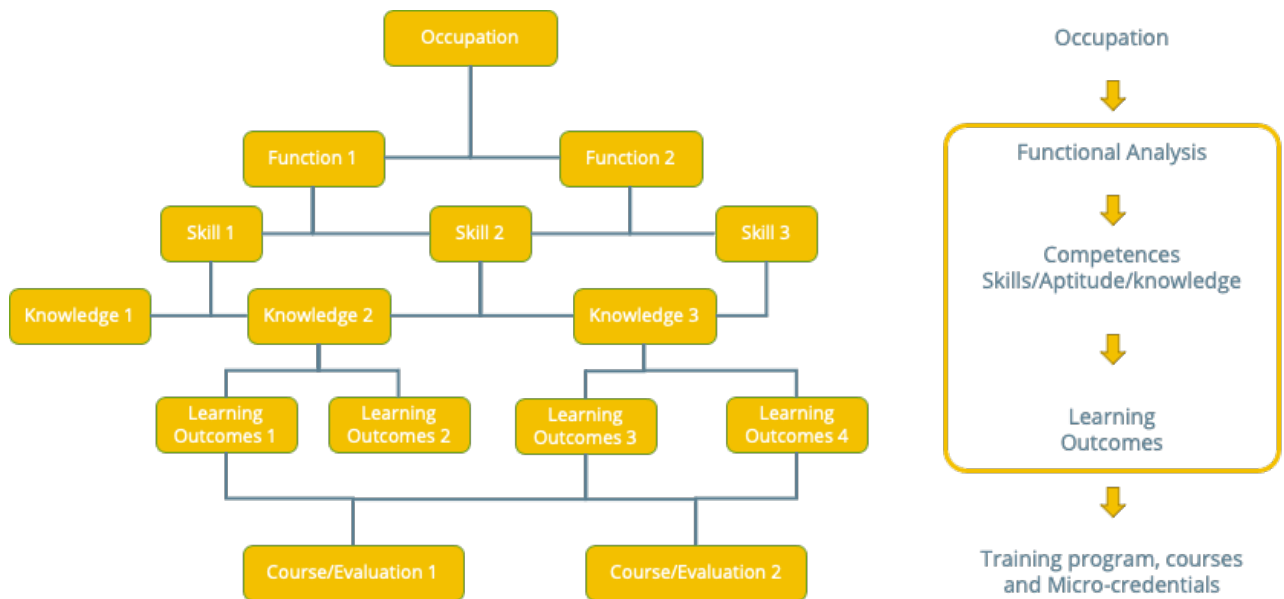 Occupation
Function 1
Function 2
Skill 1
Skill 2
Skill 3
Knowledge 1
Knowledge 2
Knowledge 3
Learning
Outcomes 1
Learning
Outcomes 2
Learning
Outcomes 3
Learning
Outcomes 4
Course/Evaluation 1
Course/Evaluation 2
Occupation
Functional Analysis
Competences
Skills/Aptitude/knowledge
Learning
Outcomes
Training program, courses
and Micro-credentials